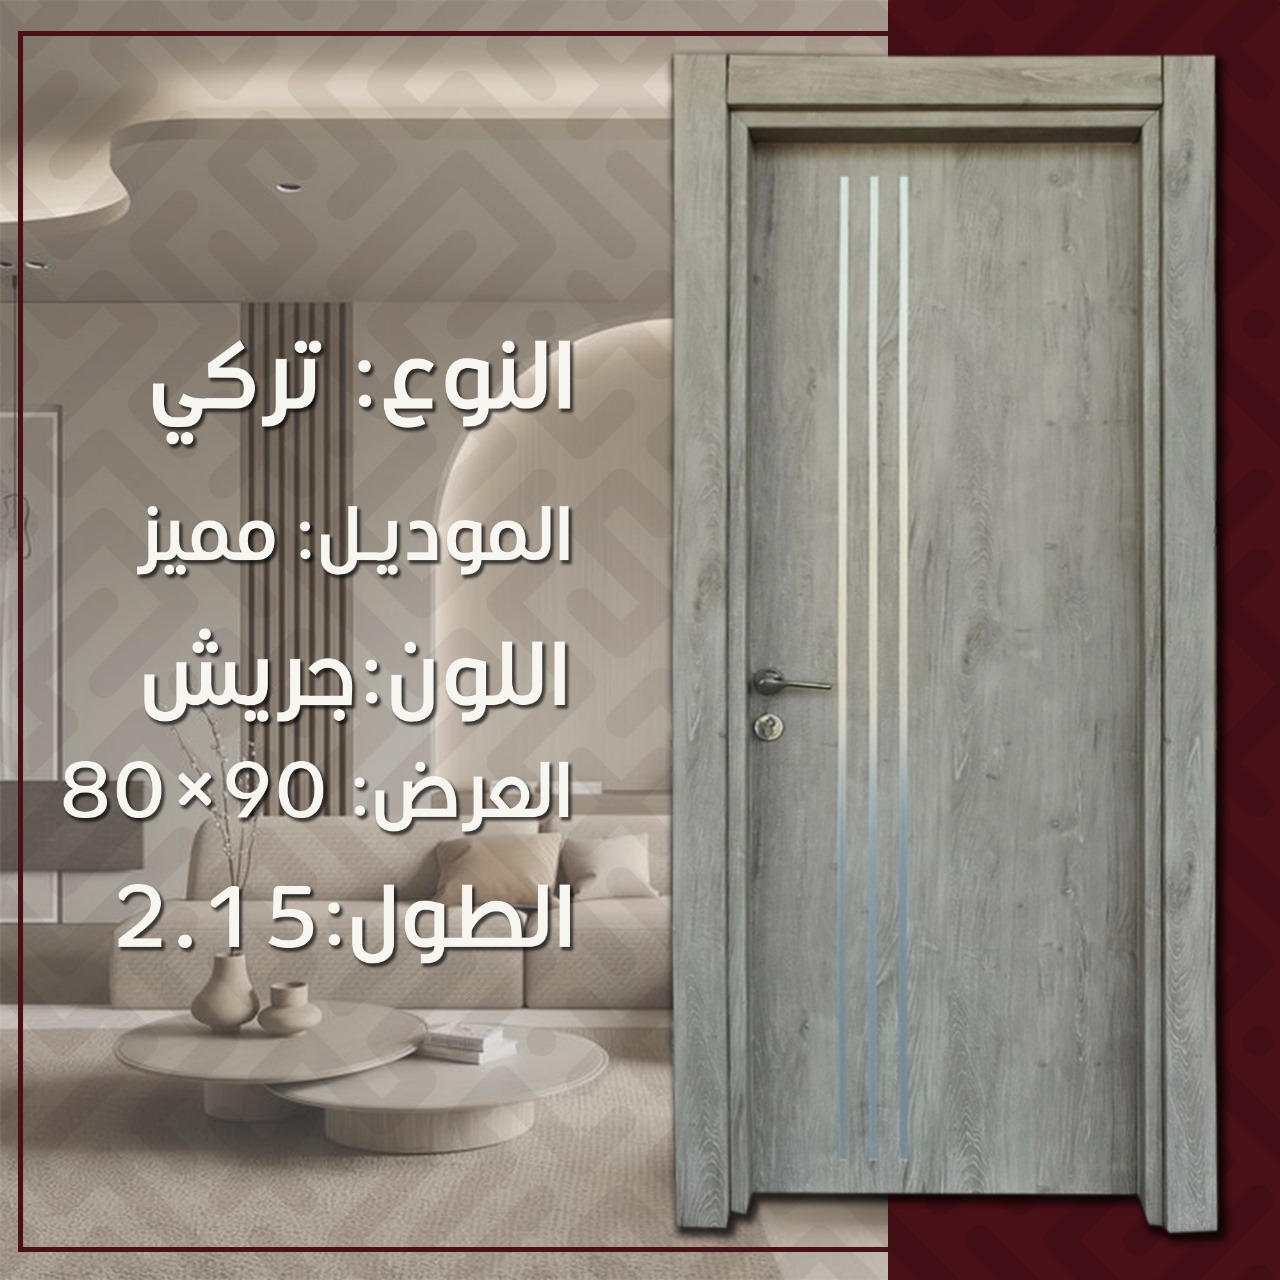 النوع: تركي
الموديل: مميز
اللون:جريش
العرض: 90×80
الطول:2.15